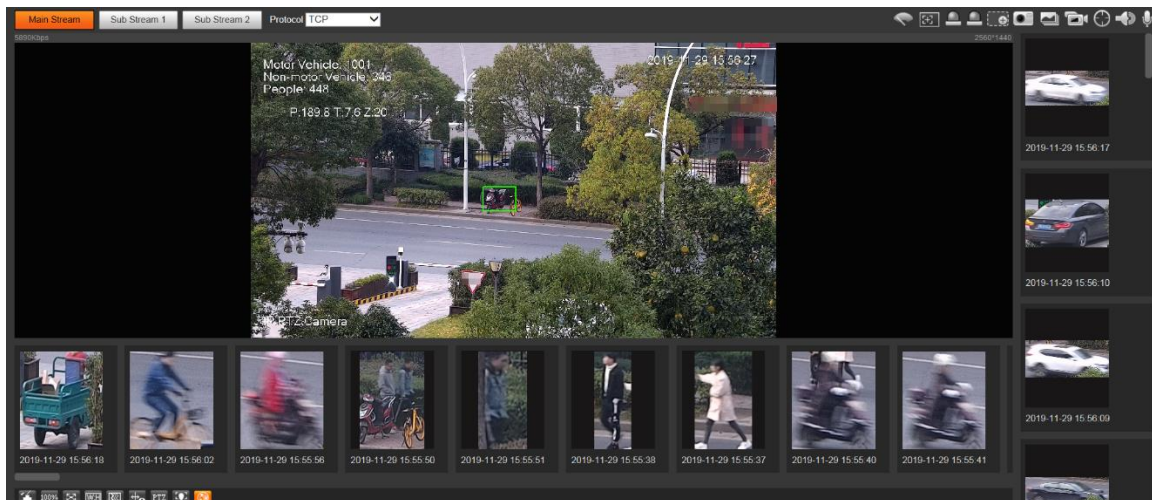 Main Stream
Sub Stream 1
Sub Stream 2
Protocol TCP
5890Kbps
2560*1440
Motor Vehicle: 1001
Non-motor Vehicle: 348
People: 448
2019-11-29 15:56:27
P:189.8 T:7.6 Z:20
PTZ Camera
2019-11-29 15:56:17
2019-11-29 15:56:10
2019-11-29 15:56:09
2019-11-29 15:56:18
2019-11-29 15:56:02
2019-11-29 15:55:56
2019-11-29 15:55:50
2019-11-29 15:55:51
2019-11-29 15:55:38
2019-11-29 15:55:37
2019-11-29 15:55:40
2019-11-29 15:55:41
100%
W:H
PTZ